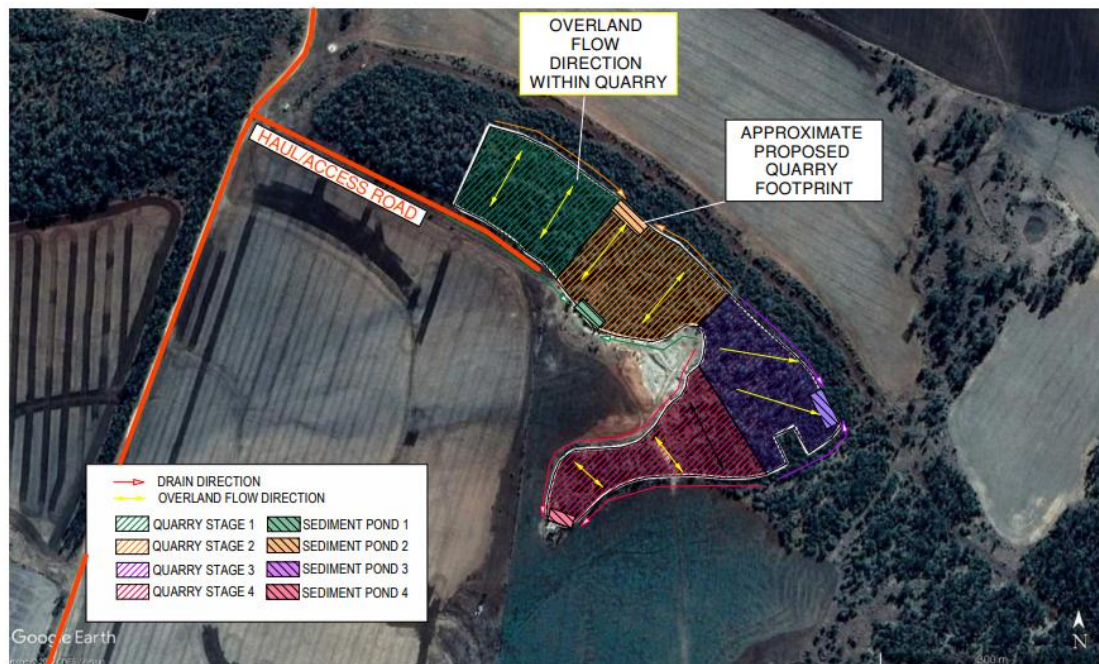 OVERLAND
FLOW
DIRECTION
WITHIN QUARRY
APPROXIMATE
PROPOSED
QUARRY
FOOTPRINT
HAUL/ACCESS ROAD
DRAIN DIRECTION
OVERLAND FLOW DIRECTION
QUARRY STAGE 1 SEDIMENT POND 1
QUARRY STAGE 2 SEDIMENT POND 2
QUARRY STAGE 3 SEDIMENT POND 3
QUARRY STAGE 4 SEDIMENT POND 4
Google Earth
N
300 m